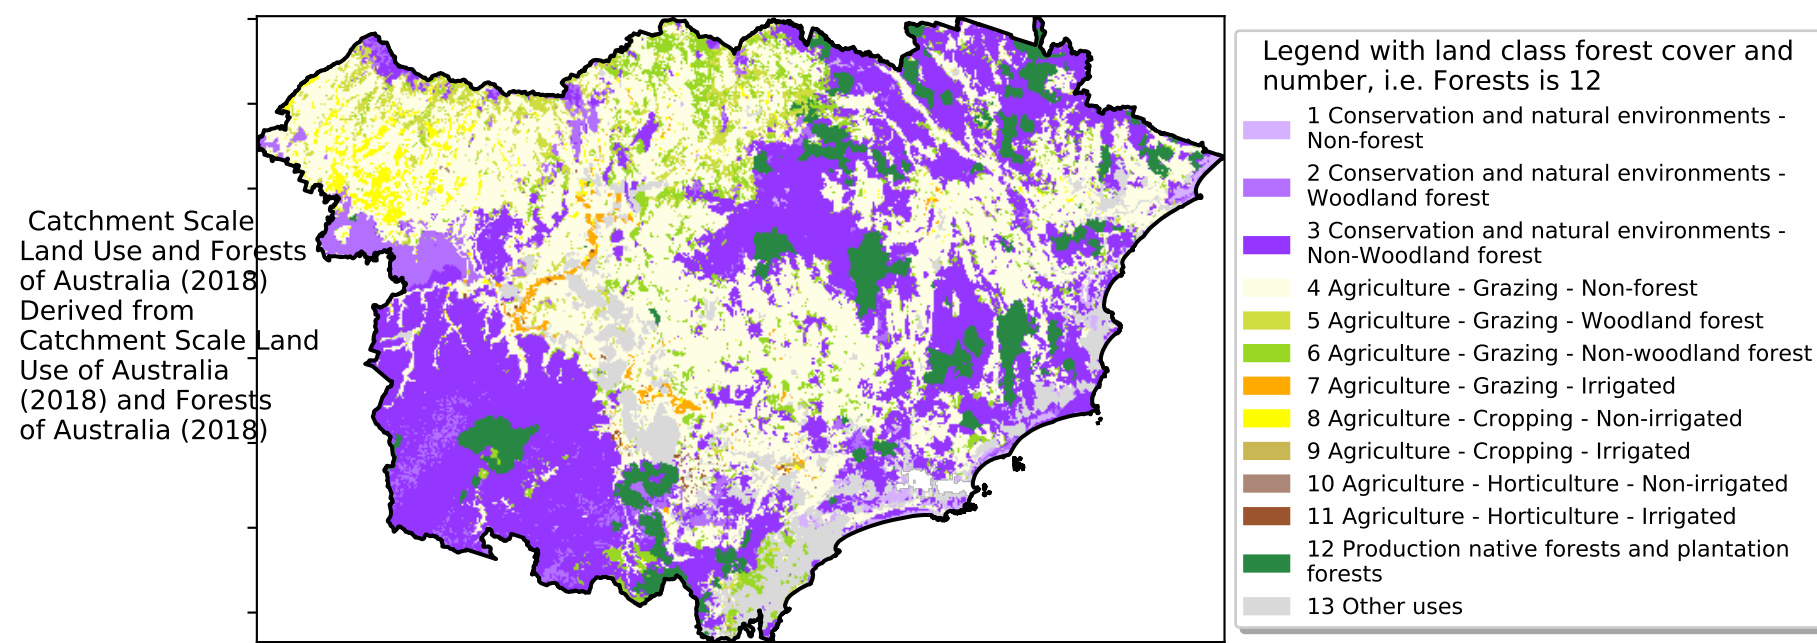 Catchment Scale
Land Use and Forests
of Australia (2018)
Derived from
Catchment Scale Land
Use of Australia
(2018) and Forests
of Australia (2018)
Legend with land class forest cover and
number, i.e. Forests is 12
1 Conservation and natural environments -
Non-forest
2 Conservation and natural environments -
Woodland forest
3 Conservation and natural environments -
Non-Woodland forest
4 Agriculture - Grazing - Non-forest
5 Agriculture - Grazing - Woodland forest
6 Agriculture - Grazing - Non-woodland forest
7 Agriculture - Grazing - Irrigated
8 Agriculture - Cropping - Non-irrigated
9 Agriculture - Cropping - Irrigated
10 Agriculture - Horticulture - Non-irrigated
11 Agriculture - Horticulture - Irrigated
12 Production native forests and plantation
forests
13 Other uses